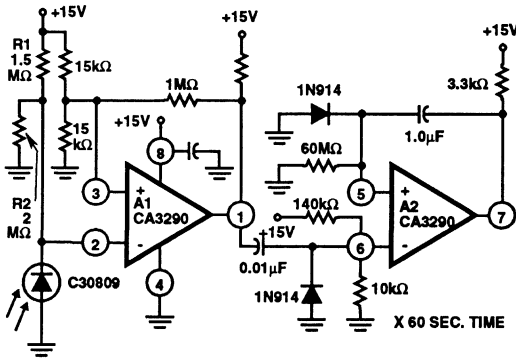 +15V
R1
1.5
MΩ
15kΩ
15
kΩ
R2
2
MΩ
C30809
+15V
1MΩ
+15V
8
3
+
A1
CA3290
2
-
4
1
+15V
0.01μF
1N914
1N914
60MΩ
140kΩ
5
+
A2
CA3290
6
-
10kΩ
1.0μF
+15V
3.3kΩ
7
X 60 SEC. TIME